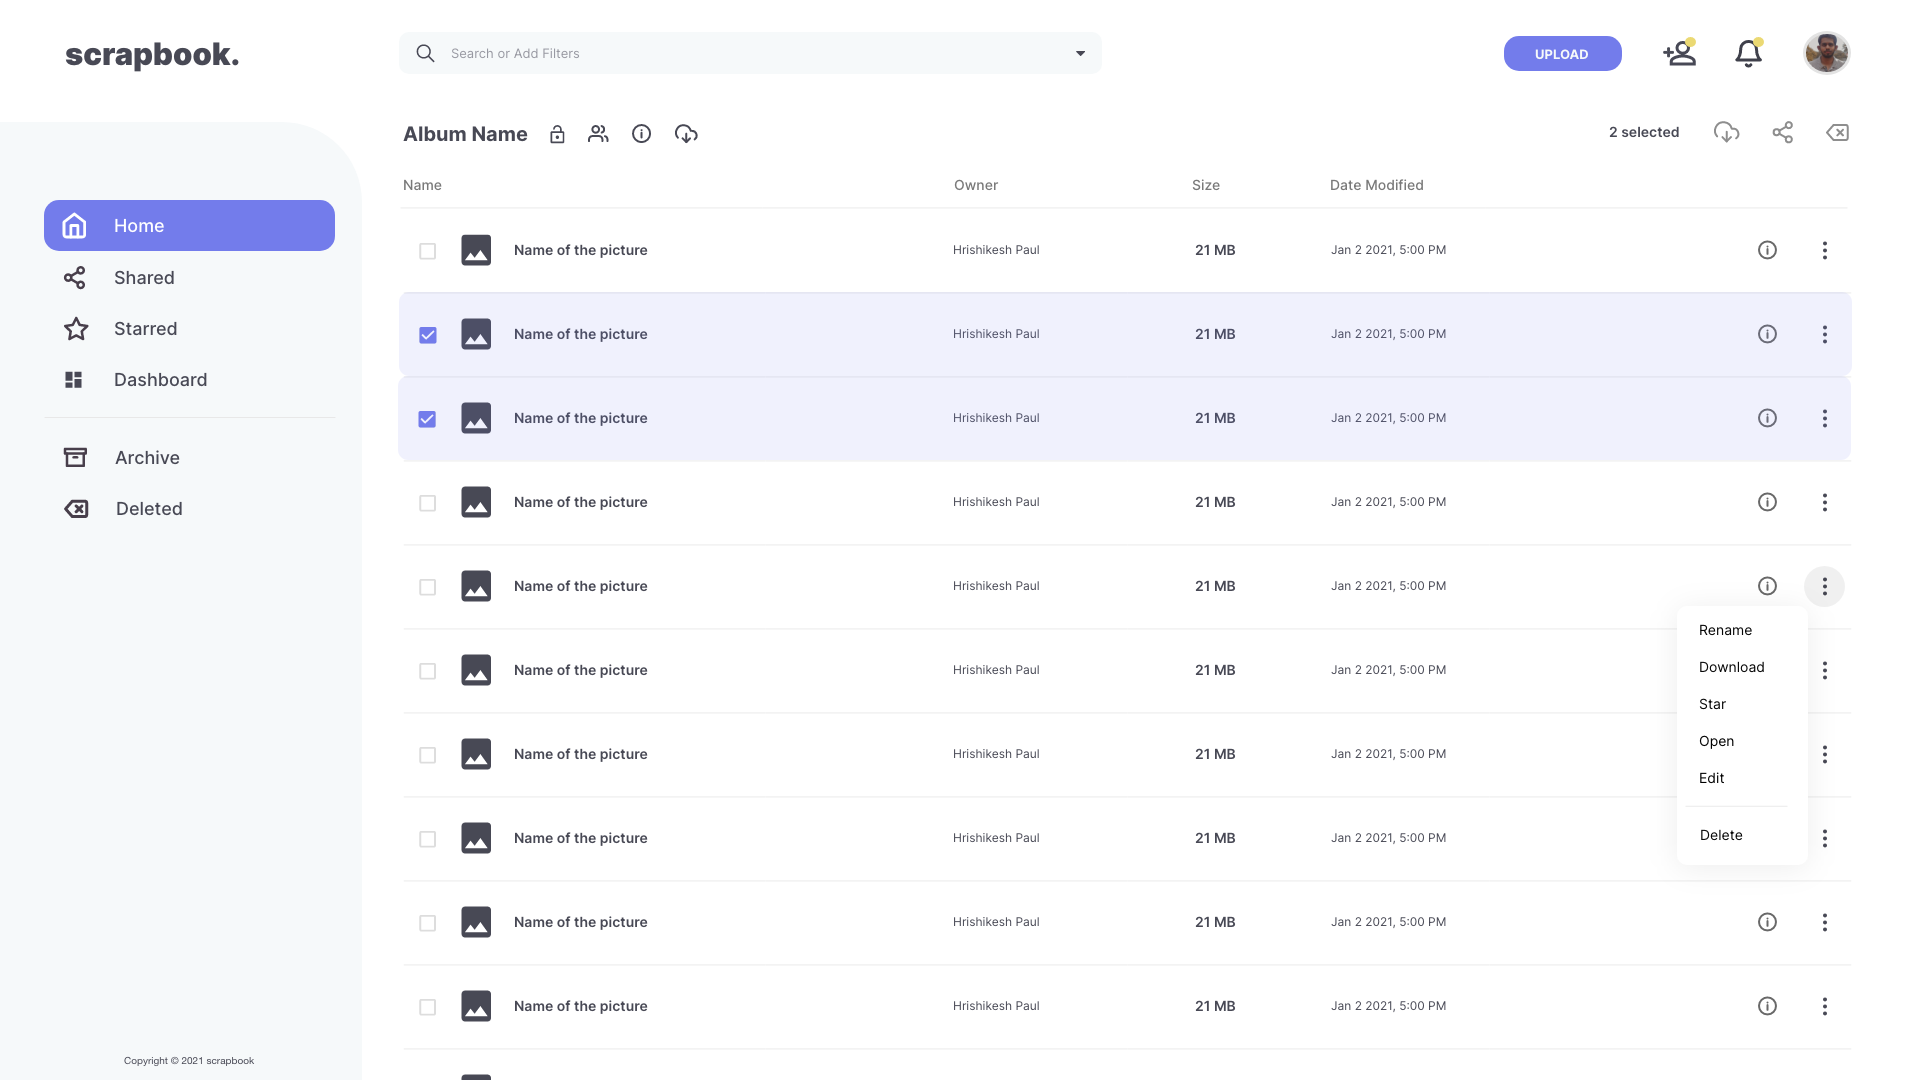 scrapbook.
Search or Add Filters
UPLOAD
Album Name
2 selected
Name Owner Size Date Modified
Home
Shared
Starred
Dashboard
Archive
Deleted
Name of the picture Hrishikesh Paul 21 MB Jan 2 2021, 5:00 PM
Name of the picture Hrishikesh Paul 21 MB Jan 2 2021, 5:00 PM
Name of the picture Hrishikesh Paul 21 MB Jan 2 2021, 5:00 PM
Name of the picture Hrishikesh Paul 21 MB Jan 2 2021, 5:00 PM
Name of the picture Hrishikesh Paul 21 MB Jan 2 2021, 5:00 PM
Name of the picture Hrishikesh Paul 21 MB Jan 2 2021, 5:00 PM
Name of the picture Hrishikesh Paul 21 MB Jan 2 2021, 5:00 PM
Name of the picture Hrishikesh Paul 21 MB Jan 2 2021, 5:00 PM
Name of the picture Hrishikesh Paul 21 MB Jan 2 2021, 5:00 PM
Name of the picture Hrishikesh Paul 21 MB Jan 2 2021, 5:00 PM
Rename
Download
Star
Open
Edit
Delete
Copyright © 2021 scrapbook